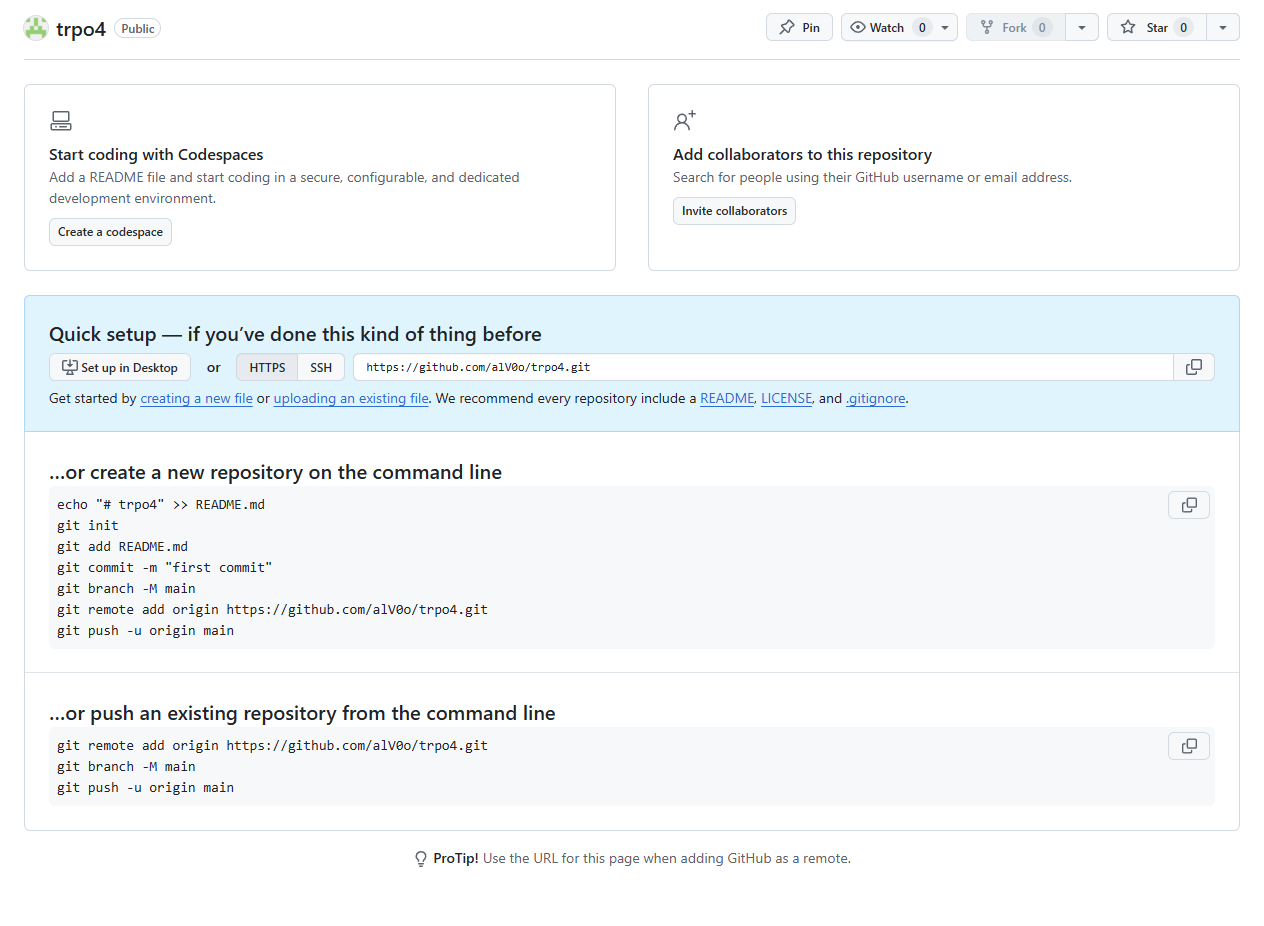 trpo4 Public Pin Watch 0 Fork 0 Star 0
Start coding with Codespaces
Add a README file and start coding in a secure, configurable, and dedicated
development environment.
Create a codespace
Add collaborators to this repository
Search for people using their GitHub username or email address.
Invite collaborators
Quick setup — if you’ve done this kind of thing before
Set up in Desktop or HTTPS SSH https://github.com/alV0o/trpo4.git
Get started by creating a new file or uploading an existing file. We recommend every repository include a README, LICENSE, and .gitignore.
…or create a new repository on the command line
echo "# trpo4" >> README.md
git init
git add README.md
git commit -m "first commit"
git branch -M main
git remote add origin https://github.com/alV0o/trpo4.git
git push -u origin main
…or push an existing repository from the command line
git remote add origin https://github.com/alV0o/trpo4.git
git branch -M main
git push -u origin main
ProTip! Use the URL for this page when adding GitHub as a remote.